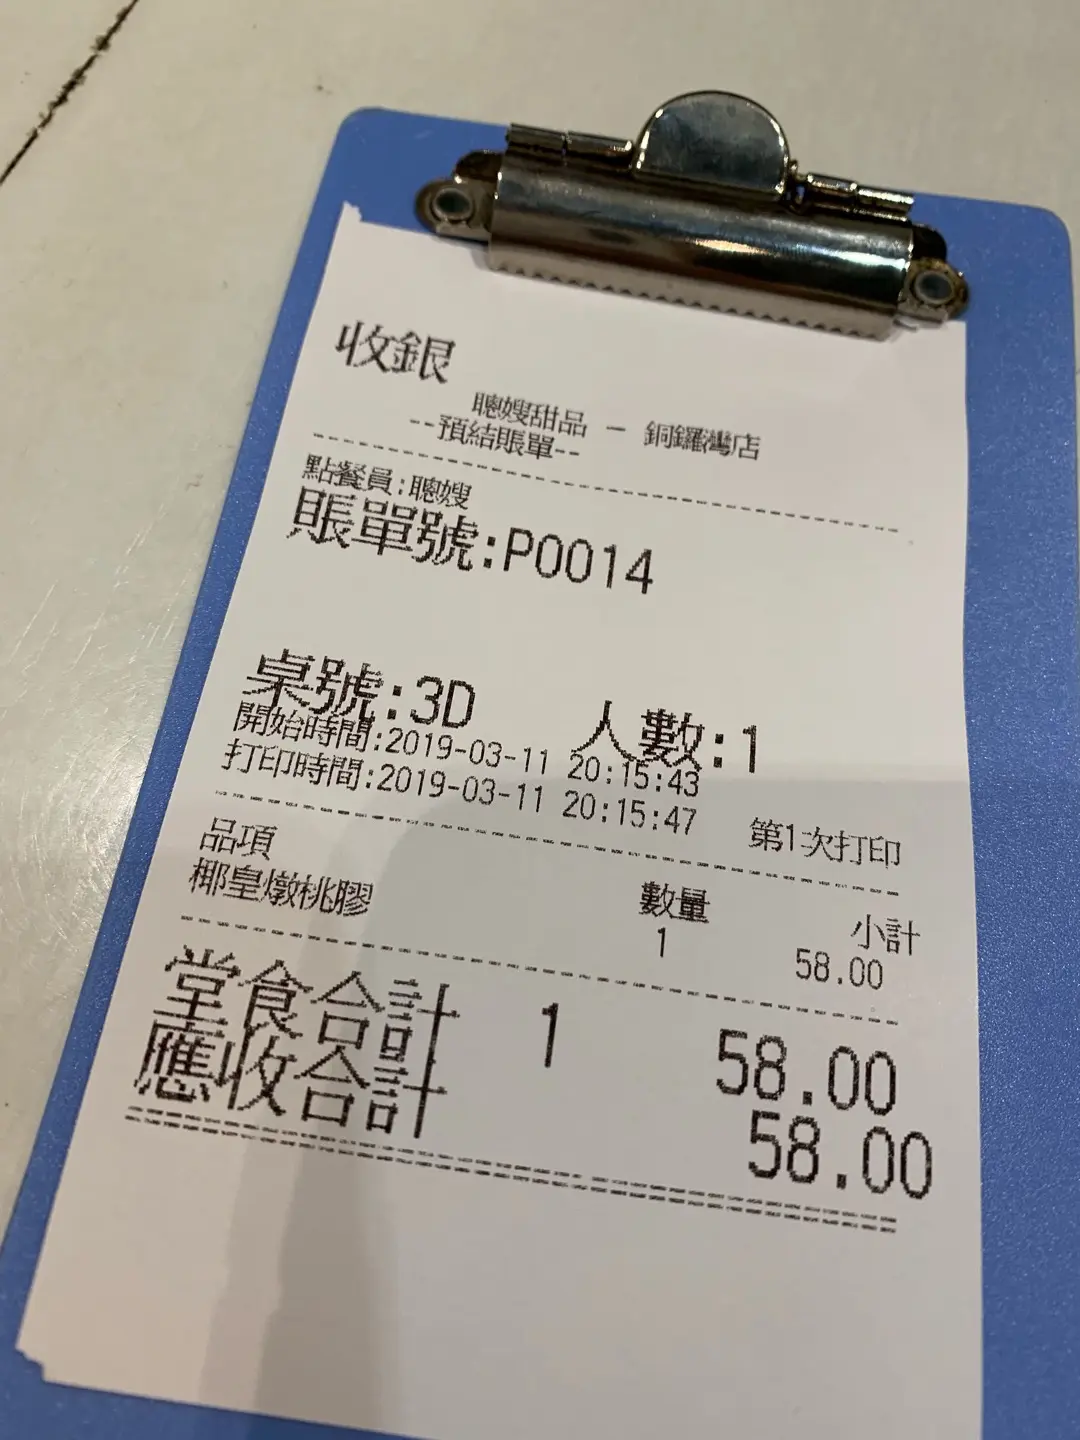 收銀
聰嫂甜品 - 銅鑼灣店
--預結賬單--
點餐員:聰嫂
賬單號:P0014
桌號:3D 人數:1
開始時間:2019-03-11 20:15:43
打印時間:2019-03-11 20:15:47 第1次打印
品項 數量 小計
椰皇燉桃膠 1 58.00
堂食合計 1 58.00
應收合計 58.00